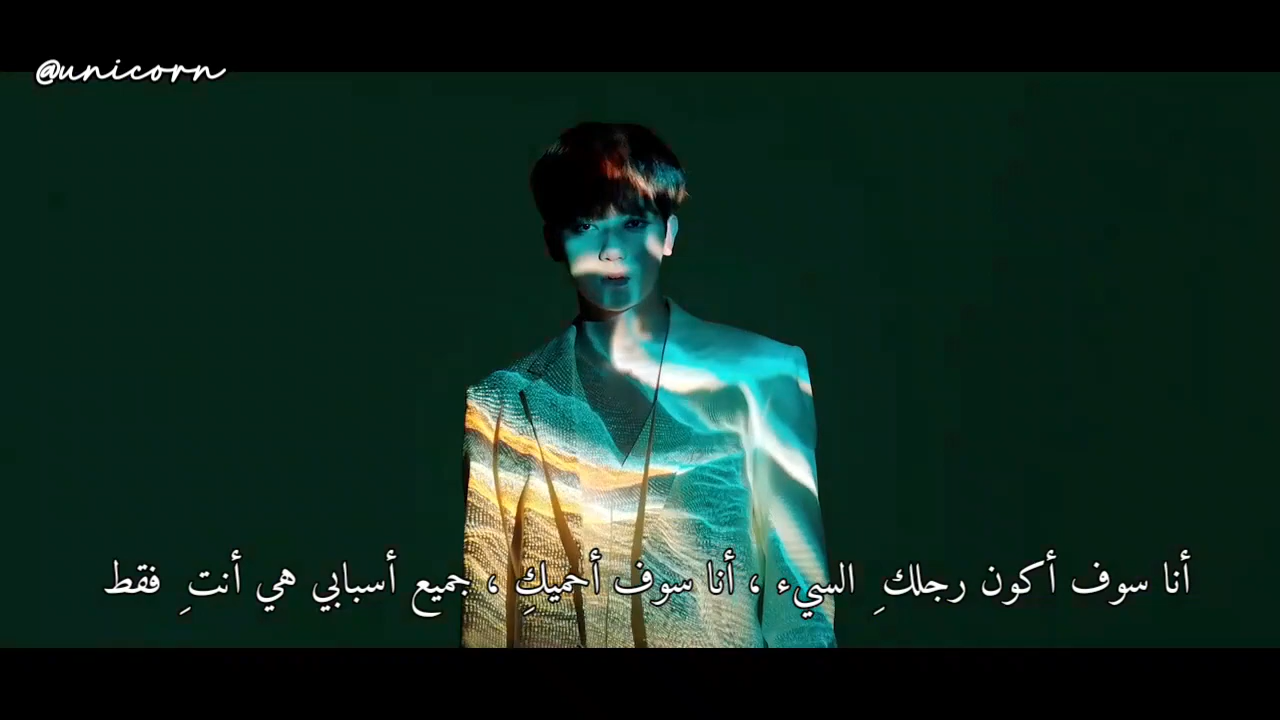 @unicorn
أنا سوف أكون رجلك ِ السيء ، أنا سوف أحميكِ ، جميع أسبابي هي أنت ِ فقط